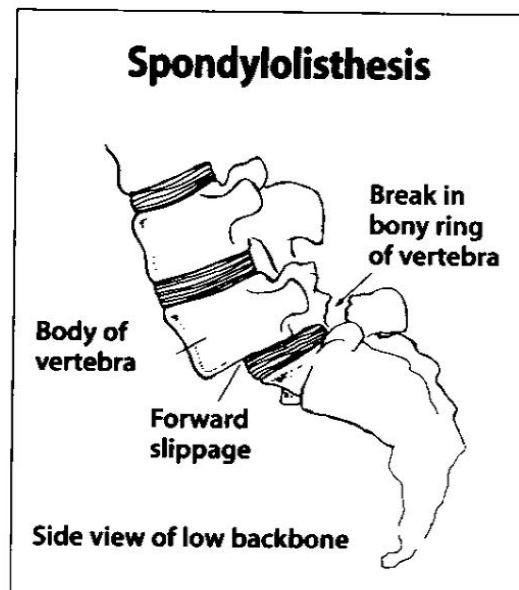 Spondylolisthesis
Break in
bony ring
of vertebra
Body of
vertebra
Forward
slippage
Side view of low backbone